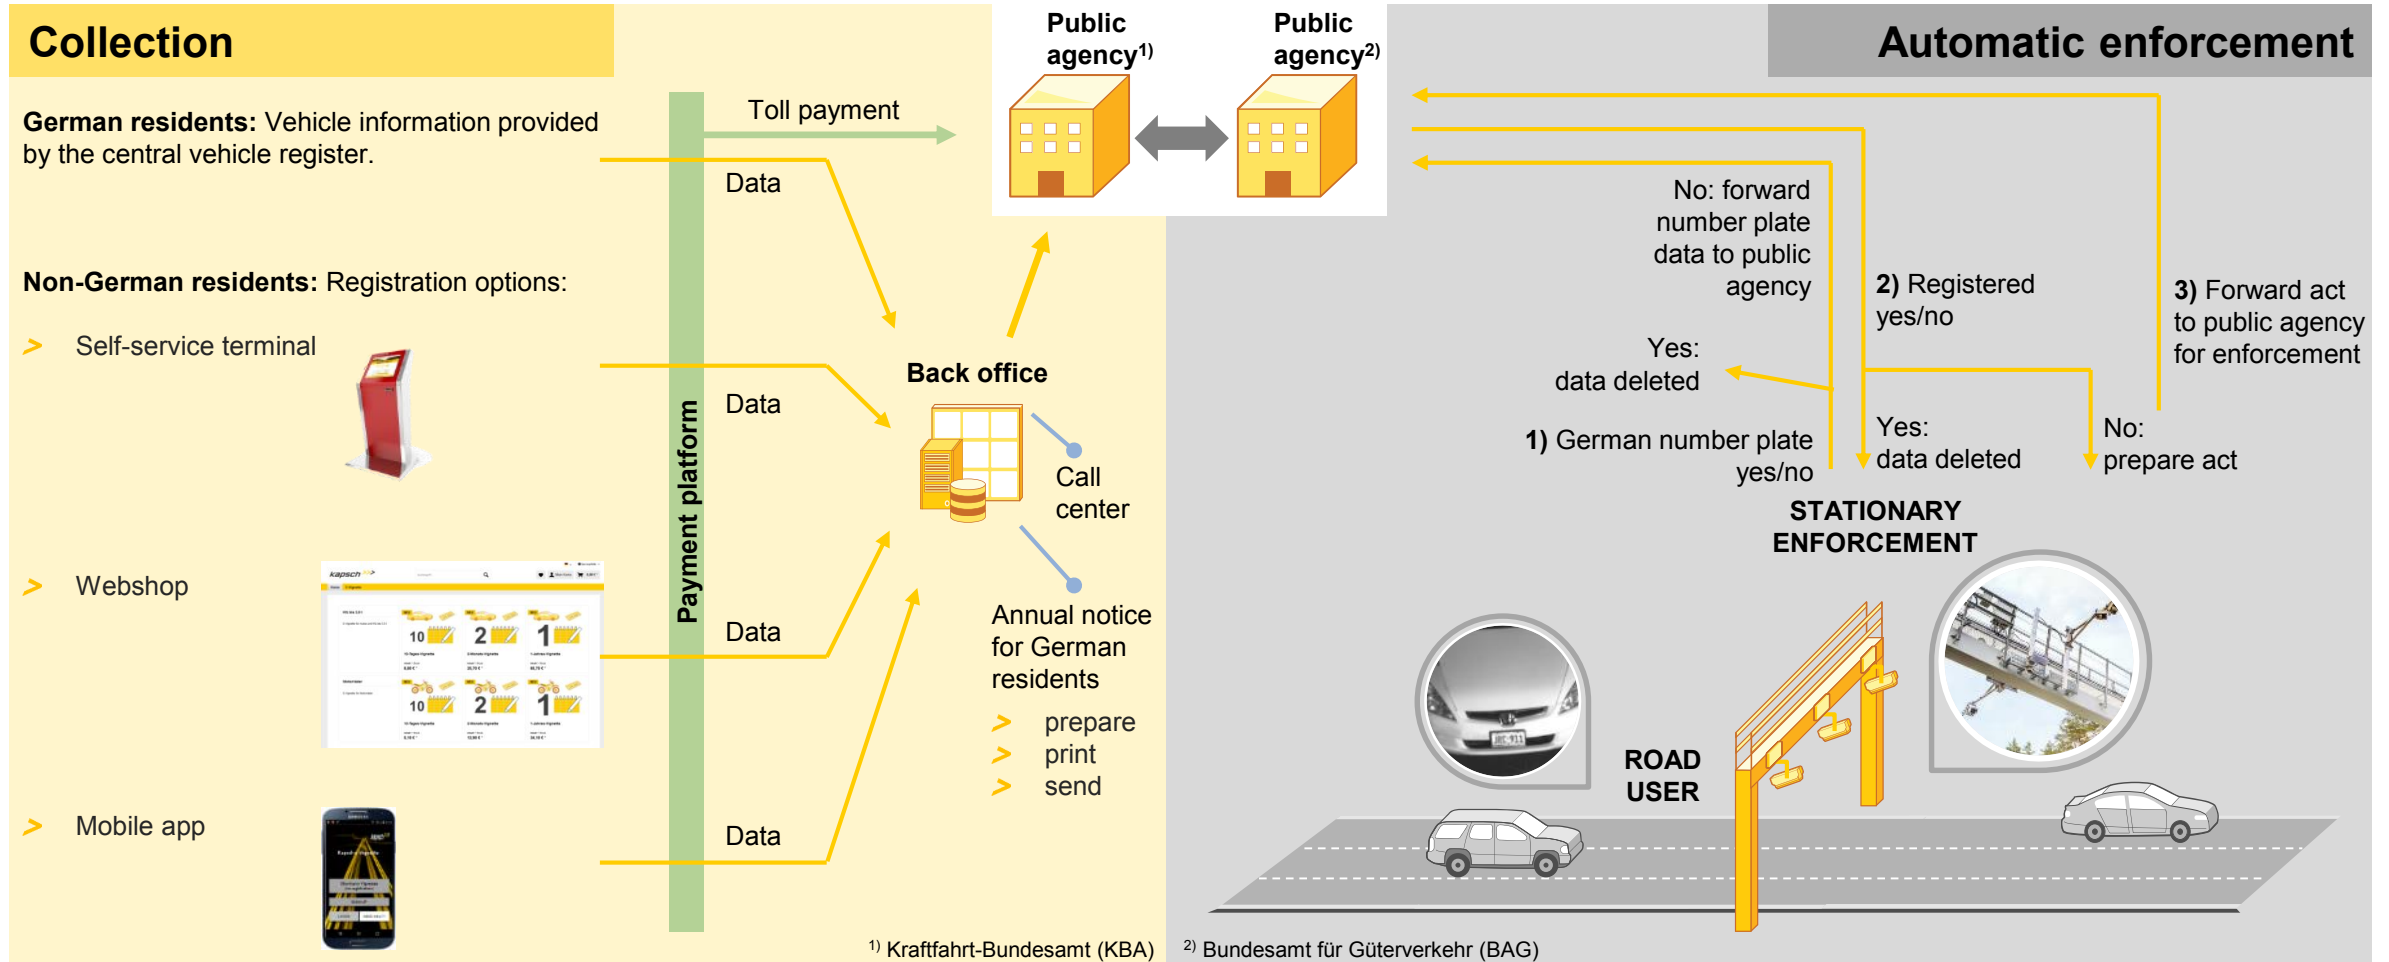 Collection
Public
agency1)
Public
agency2)
Automatic enforcement
German residents: Vehicle information provided
by the central vehicle register.
Toll payment
Data
Non-German residents: Registration options:
> Self-service terminal
Data
Payment platform
Back office
Call
center
> Webshop
kapsch >>>
10
2
1
10
2
1
Data
Annual notice
for German
residents
> prepare
> print
> send
> Mobile app
Data
1) Kraftfahrt-Bundesamt (KBA)
No: forward
number plate
data to public
agency
2) Registered
yes/no
3) Forward act
to public agency
for enforcement
Yes:
data deleted
1) German number plate
yes/no
Yes:
data deleted
No:
prepare act
STATIONARY
ENFORCEMENT
ROAD
USER
2) Bundesamt für Güterverkehr (BAG)